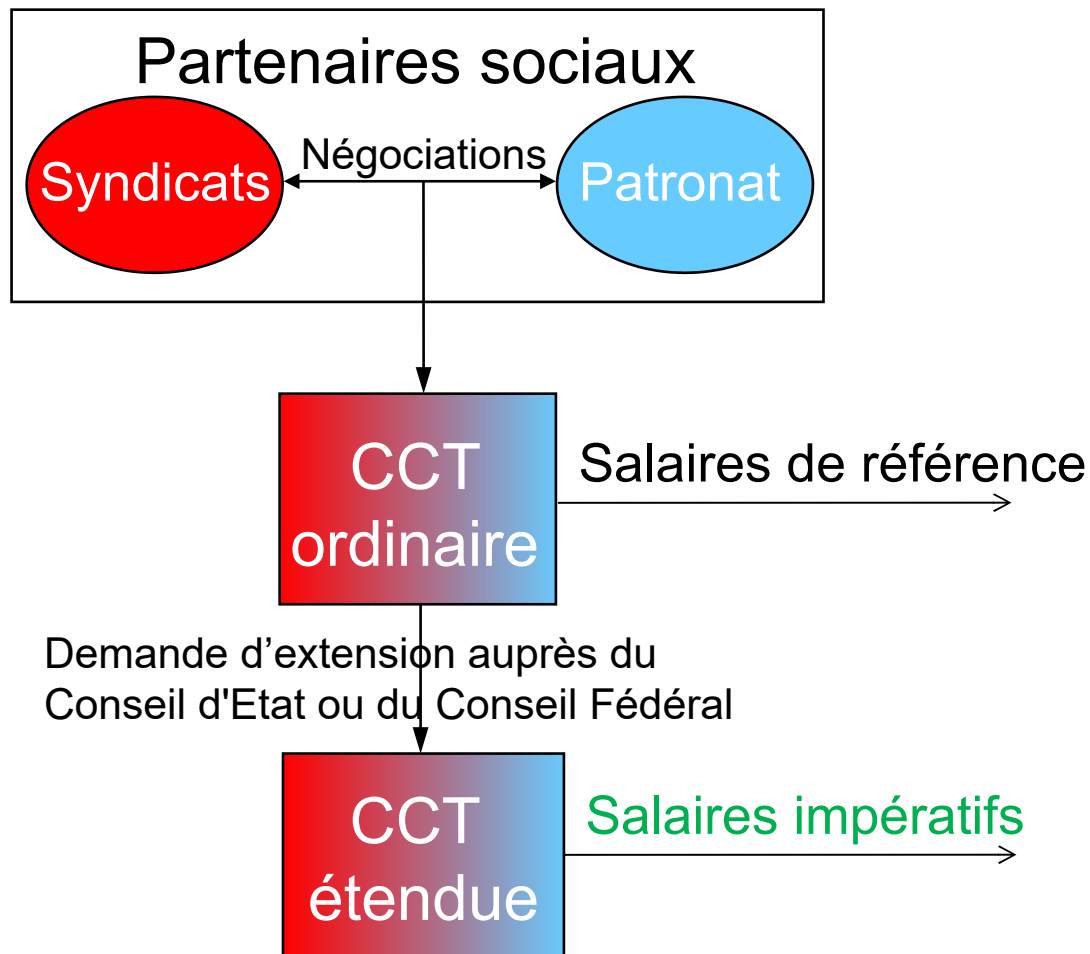 Partenaires sociaux
Négociations
Syndicats
Patronat
CCT
ordinaire
Salaires de référence
Demande d’extension auprès du
Conseil d'Etat ou du Conseil Fédéral
CCT
étendue
Salaires impératifs